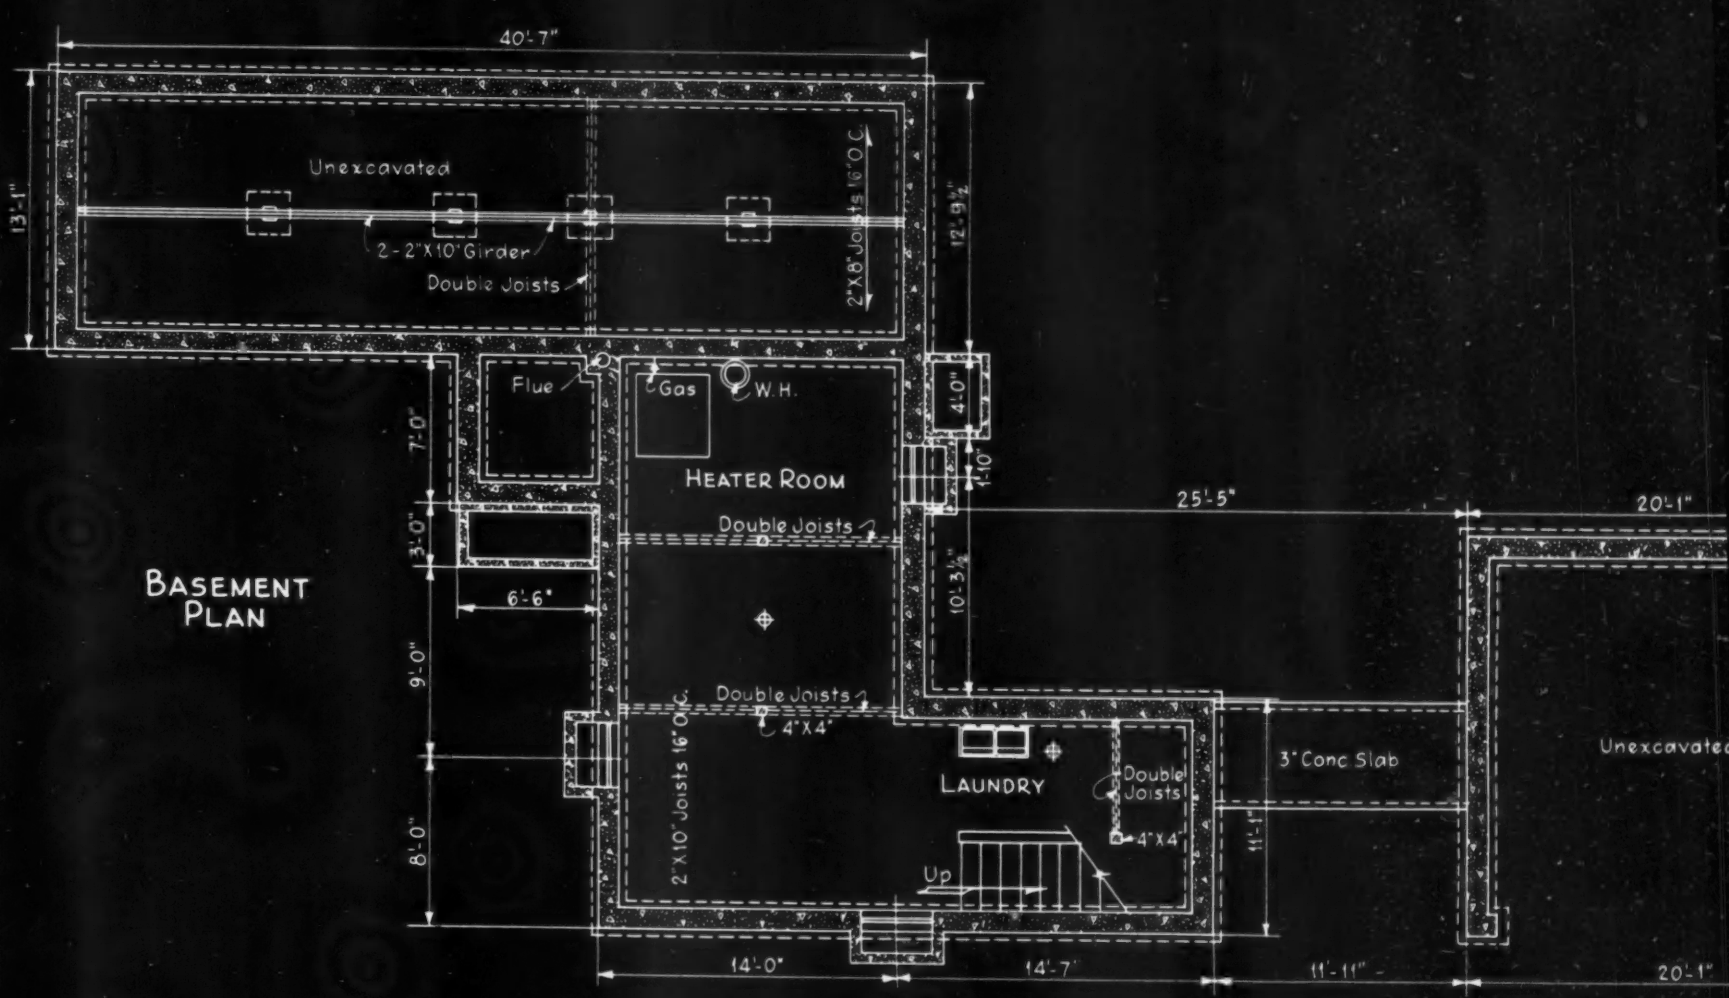 40'-7"
13'-1"
Unexcavated
2"X8" Joists 16" O.C.
12'-9½"
2-2"X10" Girder
Double Joists
Flue
Gas
W.H.
4'-0"
7'-0"
HEATER ROOM
1'-10"
25'-5"
20'-1"
3'-0"
Double Joists
BASEMENT
PLAN
6'-6"
10'-3½"
9'-0"
Double Joists
4"X4"
2"X10" Joists 16" O.C.
LAUNDRY
Double
Joists
3" Conc Slab
Unexcavated
8'-0"
4"X4"
11'-1"
Up
14'-0"
14'-7"
11'-11"
20'-1"